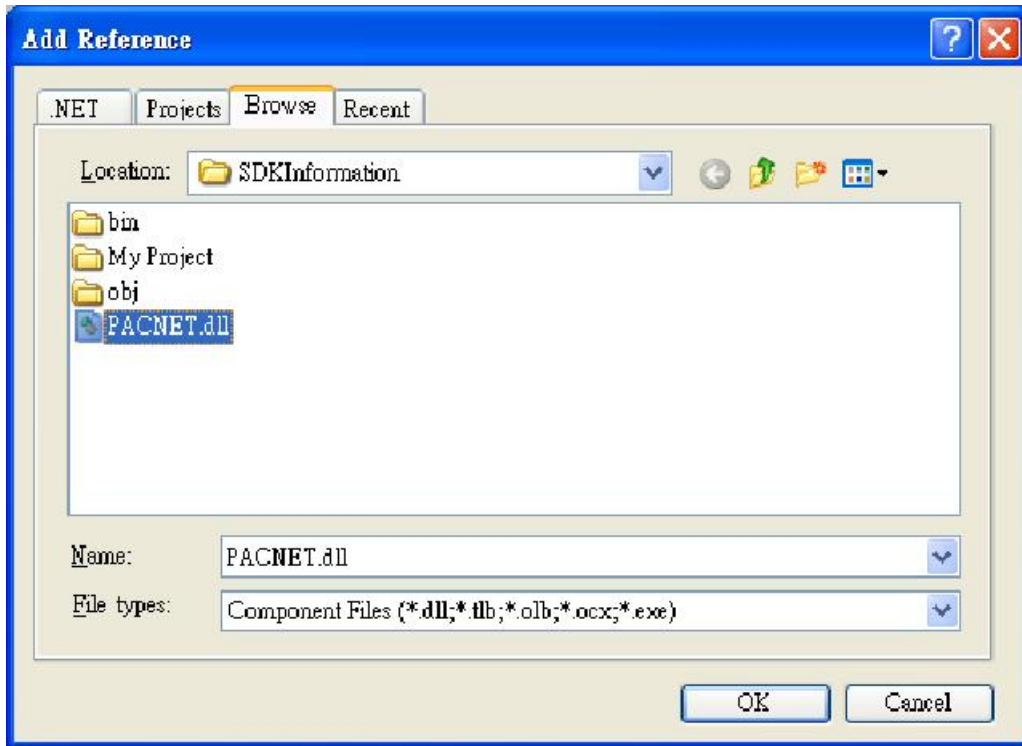 Add Reference
.NET Projects Browse Recent
Location: SDKInformation
bin
My Project
obj
PACNET.dll
Name: PACNET.dll
File types: Component Files (*.dll;*.tlb;*.olb;*.ocx;*.exe)
OK Cancel